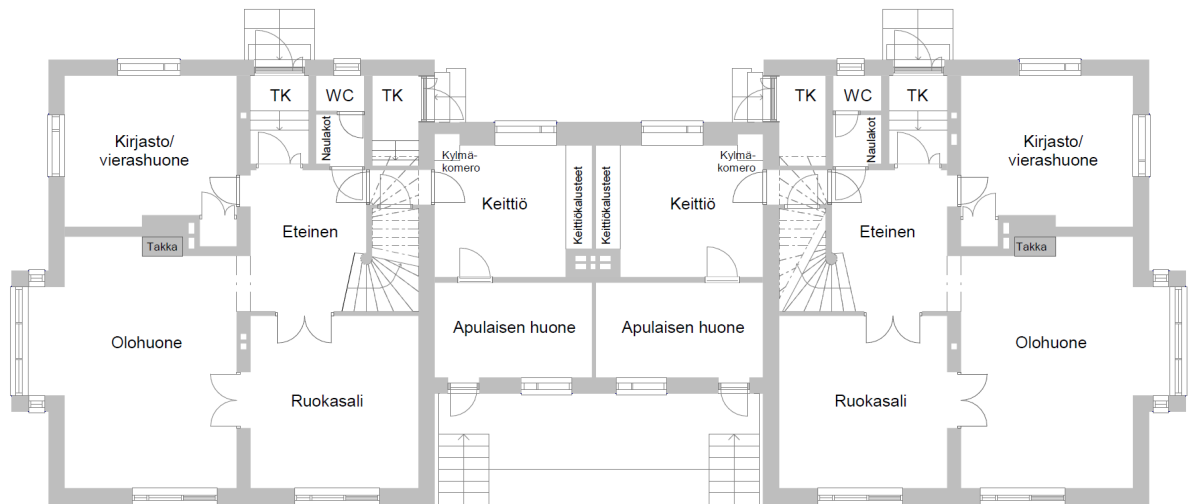 TK
WC
TK
TK
WC
TK
Naulakot
Naulakot
Kirjasto/
vierashuone
Kylmä-
komero
Kylmä-
komero
Kirjasto/
vierashuone
Keittiö
Keittiökalusteet
Keittiökalusteet
Keittiö
Eteinen
Eteinen
Takka
Takka
Apulaisen huone
Apulaisen huone
Olohuone
Olohuone
Ruokasali
Ruokasali